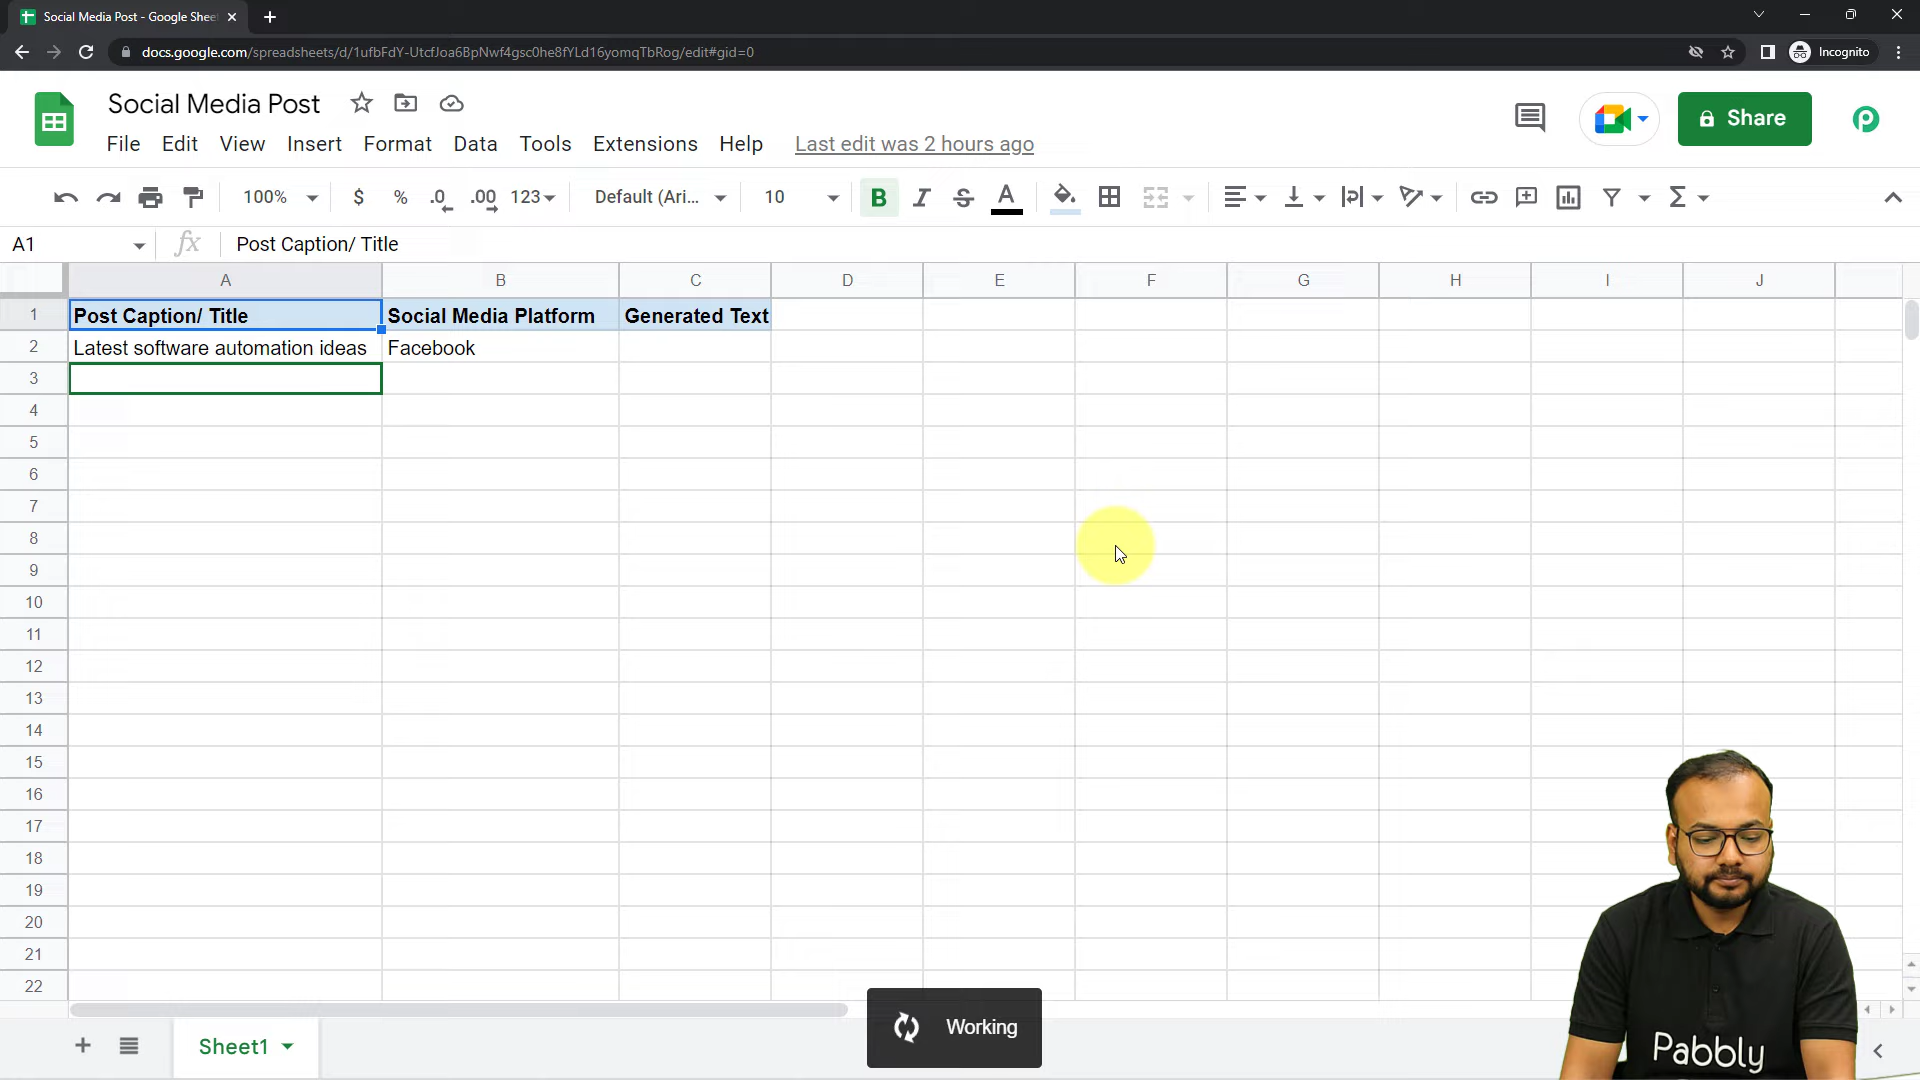 Social Media Post - Google Shee
docs.google.com/spreadsheets/d/1ufbFdY-UtcfJoa6BpNwf4gsc0he8fYLd16yomqTbRog/edit#gid=0
Incognito
Social Media Post
File Edit View Insert Format Data Tools Extensions Help Last edit was 2 hours ago
Share
100% $ % .0 .00 123 Default (Ari... 10 B I S A Σ
A1 fx Post Caption/ Title
A B C D E F G H I J
1 Post Caption/ Title Social Media Platform Generated Text
2 Latest software automation ideas Facebook
3
4
5
6
7
8
9
10
11
12
13
14
15
16
17
18
19
20
21
22
Working
Sheet1
Pabbly